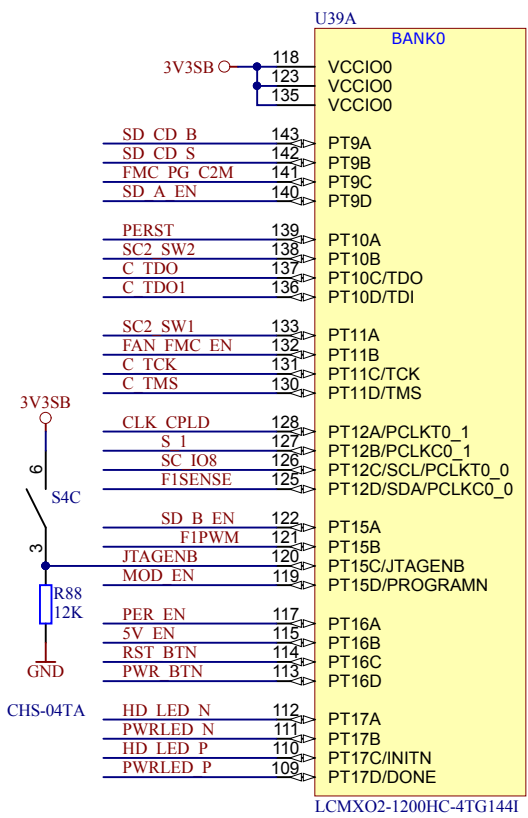 U39A
BANK0
3V3SB 118 VCCIO0
123 VCCIO0
135 VCCIO0
SD_CD_B 143 PT9A
SD_CD_S 142 PT9B
FMC_PG_C2M 141 PT9C
SD_A_EN 140 PT9D
PERST 139 PT10A
SC2_SW2 138 PT10B
C_TDO 137 PT10C/TDO
C_TDO1 136 PT10D/TDI
SC2_SW1 133 PT11A
FAN_FMC_EN 132 PT11B
C_TCK 131 PT11C/TCK
C_TMS 130 PT11D/TMS
3V3SB
CLK_CPLD 128 PT12A/PCLKT0_1
S_1 127 PT12B/PCLKC0_1
6 SC_IO8 126 PT12C/SCL/PCLKT0_0
F1SENSE 125 PT12D/SDA/PCLKC0_0
S4C
SD_B_EN 122 PT15A
3 F1PWM 121 PT15B
JTAGENB 120 PT15C/JTAGENB
MOD_EN 119 PT15D/PROGRAMN
R88
12K
PER_EN 117 PT16A
5V_EN 115 PT16B
RST_BTN 114 PT16C
GND PWR_BTN 113 PT16D
CHS-04TA
HD_LED_N 112 PT17A
PWRLED_N 111 PT17B
HD_LED_P 110 PT17C/INITN
PWRLED_P 109 PT17D/DONE
LCMXO2-1200HC-4TG144I